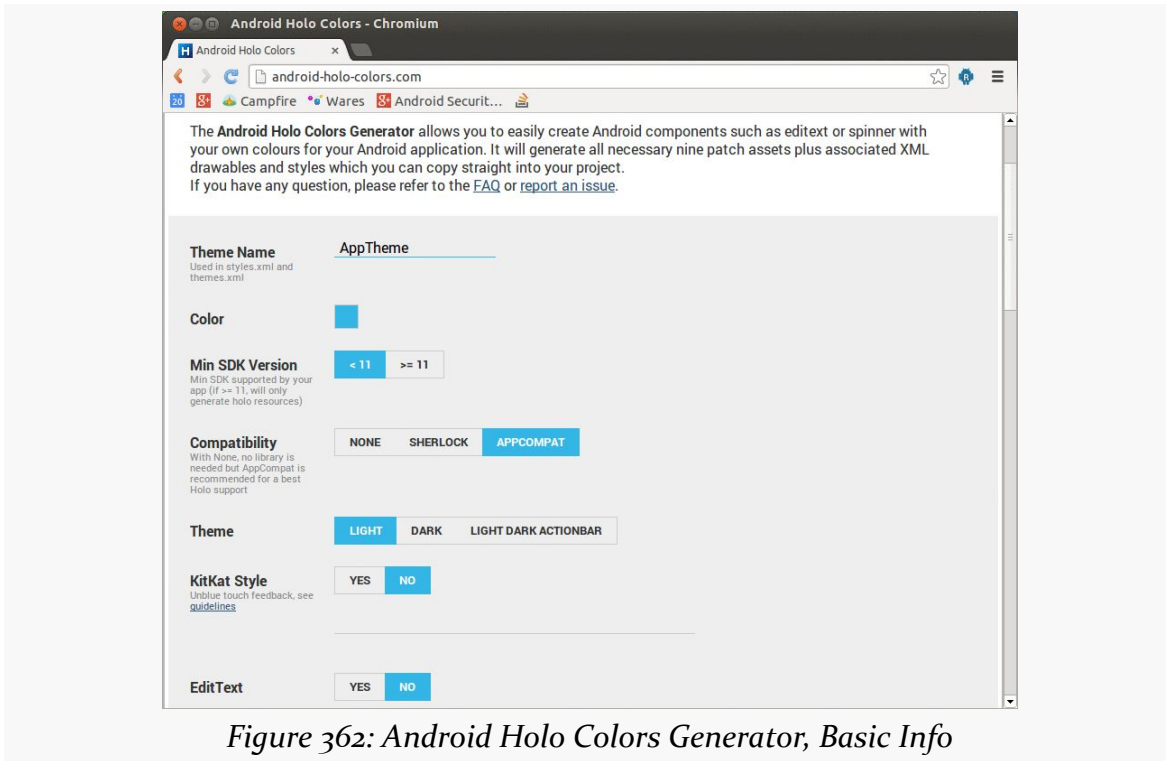 Android Holo Colors - Chromium
H Android Holo Colors ×
android-holo-colors.com
20 8+ Campfire Wares 8+ Android Securit...
The Android Holo Colors Generator allows you to easily create Android components such as editext or spinner with
your own colours for your Android application. It will generate all necessary nine patch assets plus associated XML
drawables and styles which you can copy straight into your project.
If you have any question, please refer to the FAQ or report an issue.
Theme Name AppTheme
Used in styles.xml and
themes.xml
Color
Min SDK Version < 11 >= 11
Min SDK supported by your
app (if >= 11, will only
generate holo resources)
Compatibility NONE SHERLOCK APPCOMPAT
With None, no library is
needed but AppCompat is
recommended for a best
Holo support
Theme LIGHT DARK LIGHT DARK ACTIONBAR
KitKat Style YES NO
Unblue touch feedback, see
guidelines
EditText YES NO
Figure 362: Android Holo Colors Generator, Basic Info